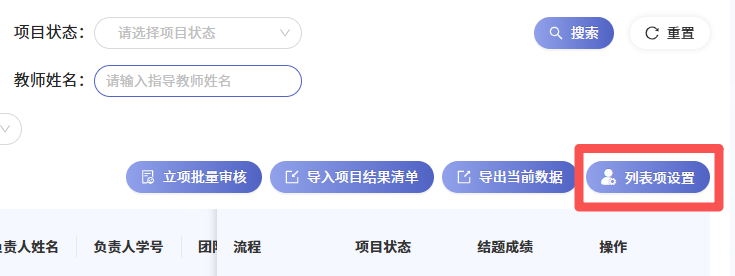 项目状态： 请选择项目状态 搜索 重置
教师姓名： 请输入指导教师姓名
立项批量审核 导入项目结果清单 导出当前数据 列表项设置
负责人姓名 负责人学号 团队 流程 项目状态 结题成绩 操作